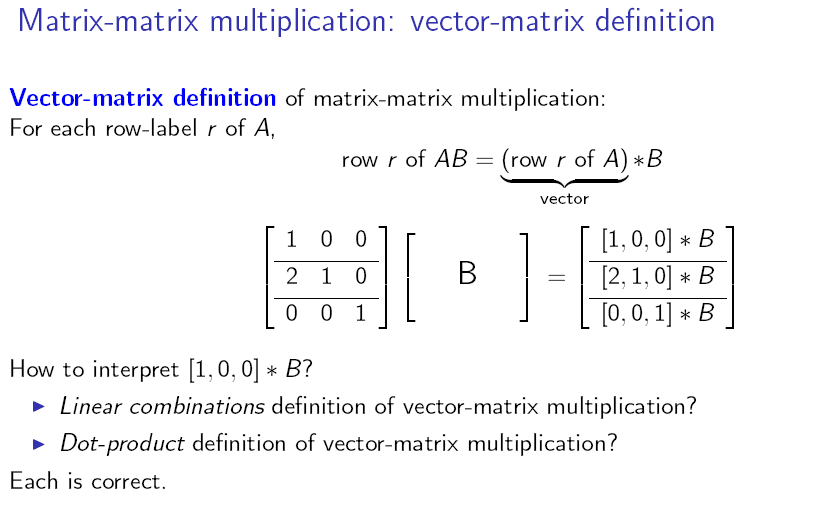 Matrix-matrix multiplication: vector-matrix definition
Vector-matrix definition of matrix-matrix multiplication:
For each row-label r of A,
row r of AB = (row r of A) ∗ B
vector
1 0 0 [1, 0, 0] ∗ B
2 1 0 B = [2, 1, 0] ∗ B
0 0 1 [0, 0, 1] ∗ B
How to interpret [1, 0, 0] ∗ B?
▶ Linear combinations definition of vector-matrix multiplication?
▶ Dot-product definition of vector-matrix multiplication?
Each is correct.